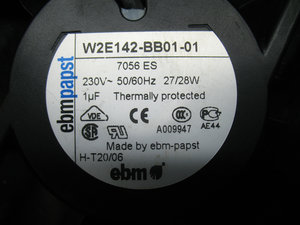 ebmpapst
W2E142-BB01-01
7056 ES
230V~ 50/60Hz 27/28W
1µF Thermally protected
VDE
A009947
AE44
Made by ebm-papst
H-T20/06
ebm